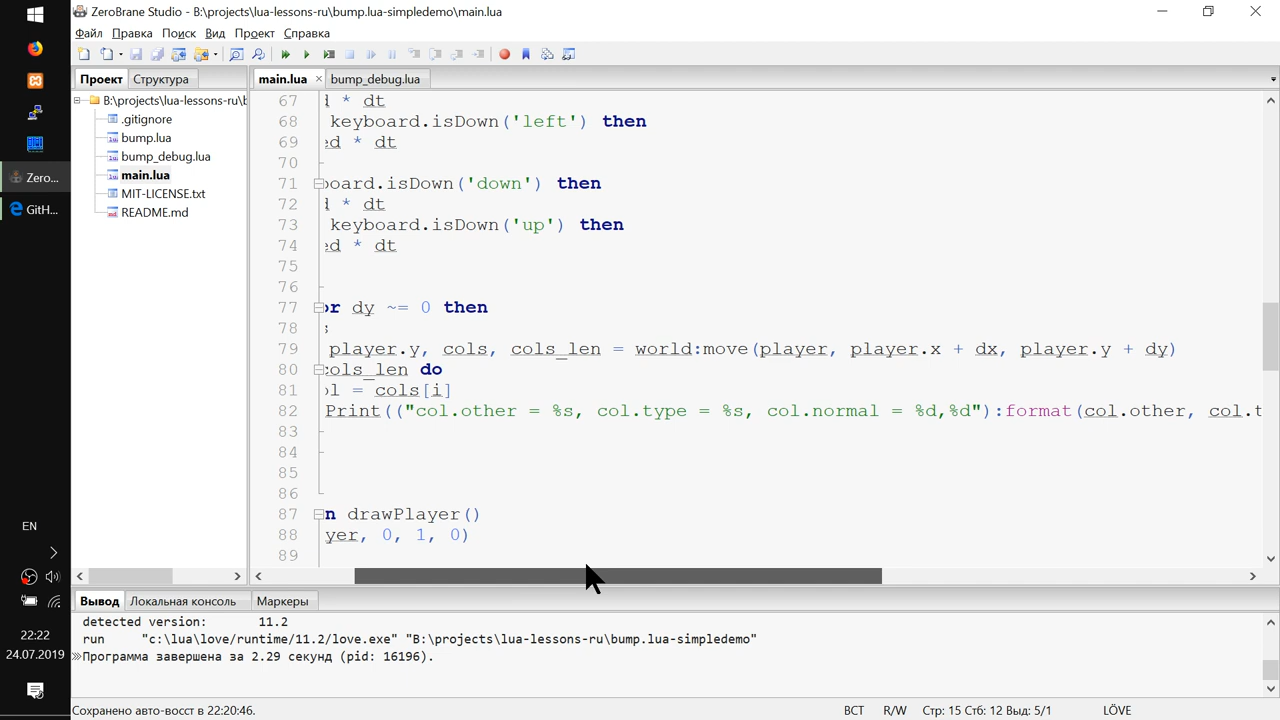 ZeroBrane Studio - B:\projects\lua-lessons-ru\bump.lua-simpledemo\main.lua
Файл Правка Поиск Вид Проект Справка
Проект Структура
main.lua bump_debug.lua
B:\projects\lua-lessons-ru\b
.gitignore
bump.lua
bump_debug.lua
main.lua
MIT-LICENSE.txt
README.md
Zero...
GitH...
EN
22:22
24.07.2019
67 d * dt
68 keyboard.isDown('left') then
69 ed * dt
70
71 board.isDown('down') then
72 d * dt
73 keyboard.isDown('up') then
74 ed * dt
75
76
77 or dy ~= 0 then
78 s
79 player.y, cols, cols_len = world:move(player, player.x + dx, player.y + dy)
80 cols_len do
81 ol = cols[i]
82 Print(("col.other = %s, col.type = %s, col.normal = %d,%d"):format(col.other, col.t
83
84
85
86
87 n drawPlayer()
88 yer, 0, 1, 0)
89
Вывод Локальная консоль Маркеры
detected version: 11.2
run "c:\lua\love/runtime/11.2/love.exe" "B:\projects\lua-lessons-ru\bump.lua-simpledemo"
Программа завершена за 2.29 секунд (pid: 16196).
Сохранено авто-восст в 22:20:46.
ВСТ R/W Стр: 15 Стб: 12 Выд: 5/1 LÖVE